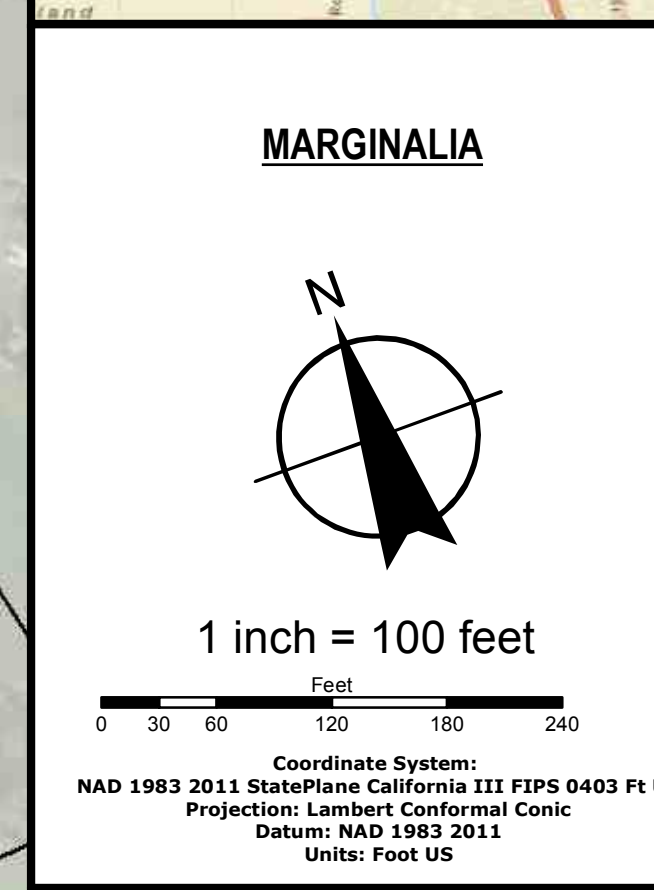 land
MARGINALIA
N
1 inch = 100 feet
Feet
0 30 60 120 180 240
Coordinate System:
NAD 1983 2011 StatePlane California III FIPS 0403 Ft
Projection: Lambert Conformal Conic
Datum: NAD 1983 2011
Units: Foot US